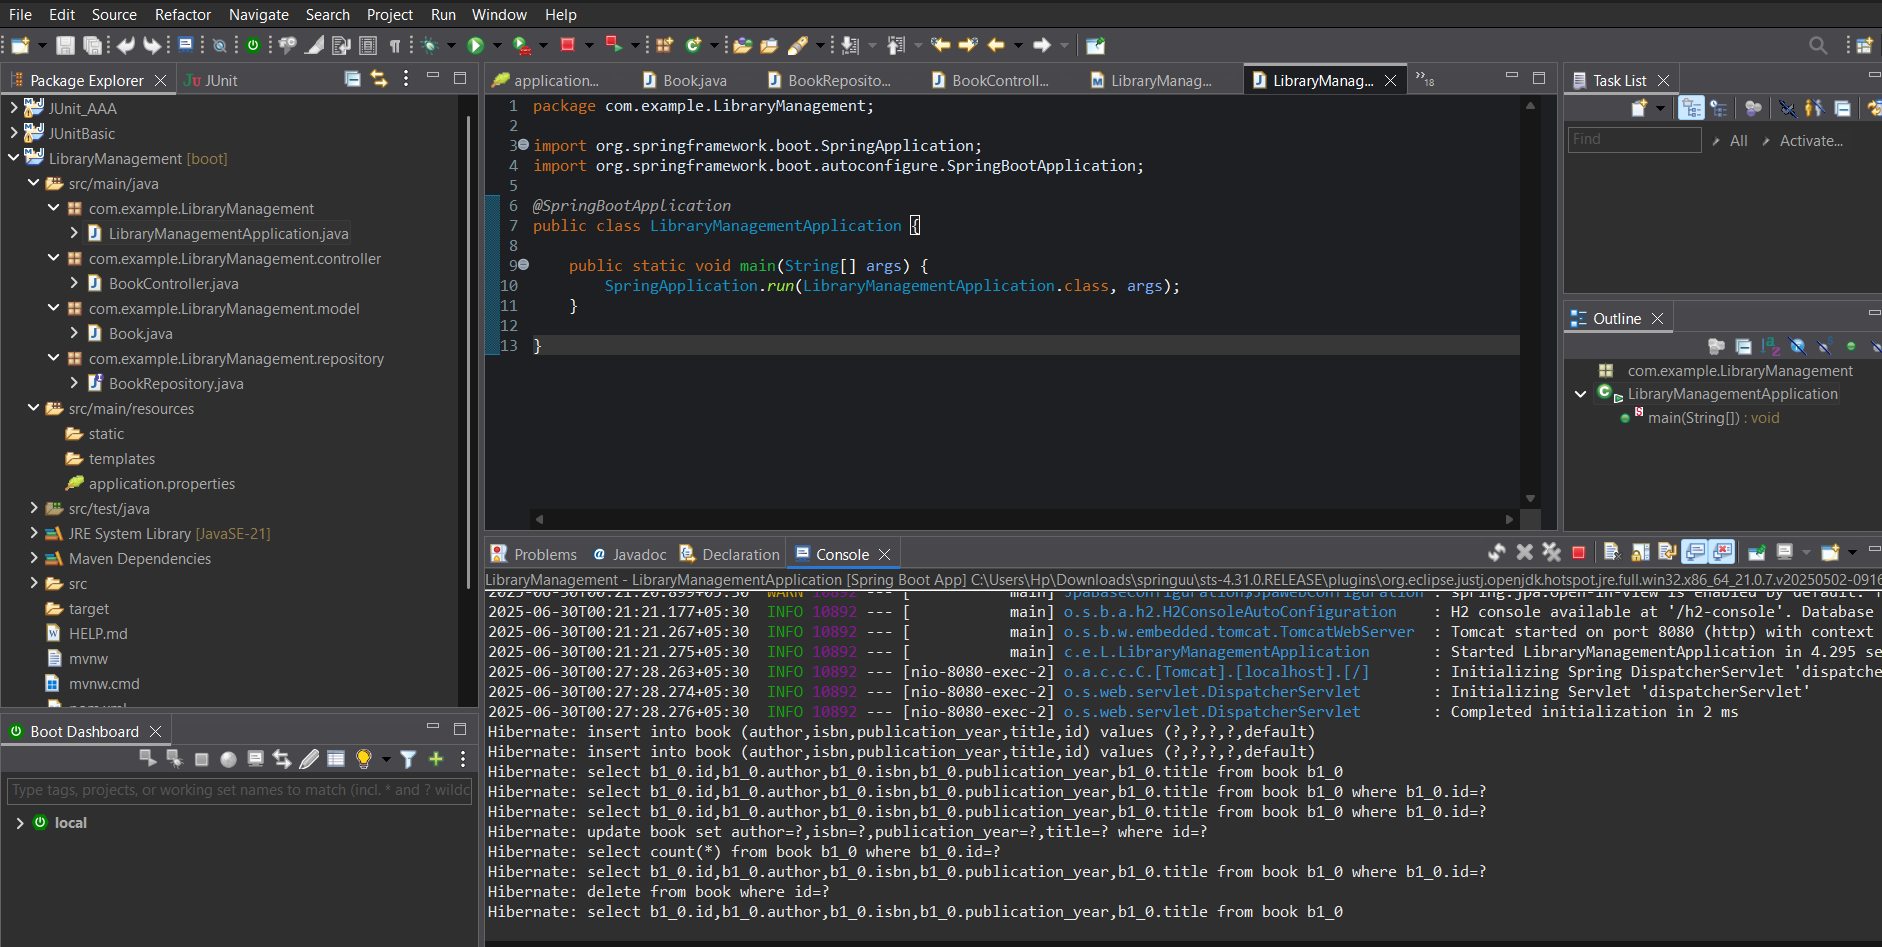 File Edit Source Refactor Navigate Search Project Run Window Help
Package Explorer
JUnit
JUnit_AAA
JUnitBasic
LibraryManagement [boot]
src/main/java
com.example.LibraryManagement
LibraryManagementApplication.java
com.example.LibraryManagement.controller
BookController.java
com.example.LibraryManagement.model
Book.java
com.example.LibraryManagement.repository
BookRepository.java
src/main/resources
static
templates
application.properties
src/test/java
JRE System Library [JavaSE-21]
Maven Dependencies
src
target
HELP.md
mvnw
mvnw.cmd
Boot Dashboard
Type tags, projects, or working set names to match (incl. * and ? wildc
local
application... Book.java BookReposito... BookControll... LibraryManag... LibraryManag... 18
1 package com.example.LibraryManagement;
2
3 import org.springframework.boot.SpringApplication;
4 import org.springframework.boot.autoconfigure.SpringBootApplication;
5
6 @SpringBootApplication
7 public class LibraryManagementApplication {
8
9 public static void main(String[] args) {
10 SpringApplication.run(LibraryManagementApplication.class, args);
11 }
12
13 }
Task List
Find All Activate...
Outline
com.example.LibraryManagement
LibraryManagementApplication
main(String[]) : void
Problems Javadoc Declaration Console
LibraryManagement - LibraryManagementApplication [Spring Boot App] C:\Users\Hp\Downloads\springuu\sts-4.31.0.RELEASE\plugins\org.eclipse.justj.openjdk.hotspot.jre.full.win32.x86_64_21.0.7.v20250502-0916
2025-06-30T00:21:20.899+05:30 WARN 10892 --- [ main] JpaBaseConfiguration$JpaWebConfiguration : spring.jpa.open-in-view is enabled by default.
2025-06-30T00:21:21.177+05:30 INFO 10892 --- [ main] o.s.b.a.h2.H2ConsoleAutoConfiguration : H2 console available at '/h2-console'. Database
2025-06-30T00:21:21.267+05:30 INFO 10892 --- [ main] o.s.b.w.embedded.tomcat.TomcatWebServer : Tomcat started on port 8080 (http) with context
2025-06-30T00:21:21.275+05:30 INFO 10892 --- [ main] c.e.L.LibraryManagementApplication : Started LibraryManagementApplication in 4.295 se
2025-06-30T00:27:28.263+05:30 INFO 10892 --- [nio-8080-exec-2] o.a.c.c.C.[Tomcat].[localhost].[/] : Initializing Spring DispatcherServlet 'dispatche
2025-06-30T00:27:28.274+05:30 INFO 10892 --- [nio-8080-exec-2] o.s.web.servlet.DispatcherServlet : Initializing Servlet 'dispatcherServlet'
2025-06-30T00:27:28.276+05:30 INFO 10892 --- [nio-8080-exec-2] o.s.web.servlet.DispatcherServlet : Completed initialization in 2 ms
Hibernate: insert into book (author,isbn,publication_year,title,id) values (?,?,?,?,default)
Hibernate: insert into book (author,isbn,publication_year,title,id) values (?,?,?,?,default)
Hibernate: select b1_0.id,b1_0.author,b1_0.isbn,b1_0.publication_year,b1_0.title from book b1_0
Hibernate: select b1_0.id,b1_0.author,b1_0.isbn,b1_0.publication_year,b1_0.title from book b1_0 where b1_0.id=?
Hibernate: select b1_0.id,b1_0.author,b1_0.isbn,b1_0.publication_year,b1_0.title from book b1_0 where b1_0.id=?
Hibernate: update book set author=?,isbn=?,publication_year=?,title=? where id=?
Hibernate: select count(*) from book b1_0 where b1_0.id=?
Hibernate: select b1_0.id,b1_0.author,b1_0.isbn,b1_0.publication_year,b1_0.title from book b1_0 where b1_0.id=?
Hibernate: delete from book where id=?
Hibernate: select b1_0.id,b1_0.author,b1_0.isbn,b1_0.publication_year,b1_0.title from book b1_0